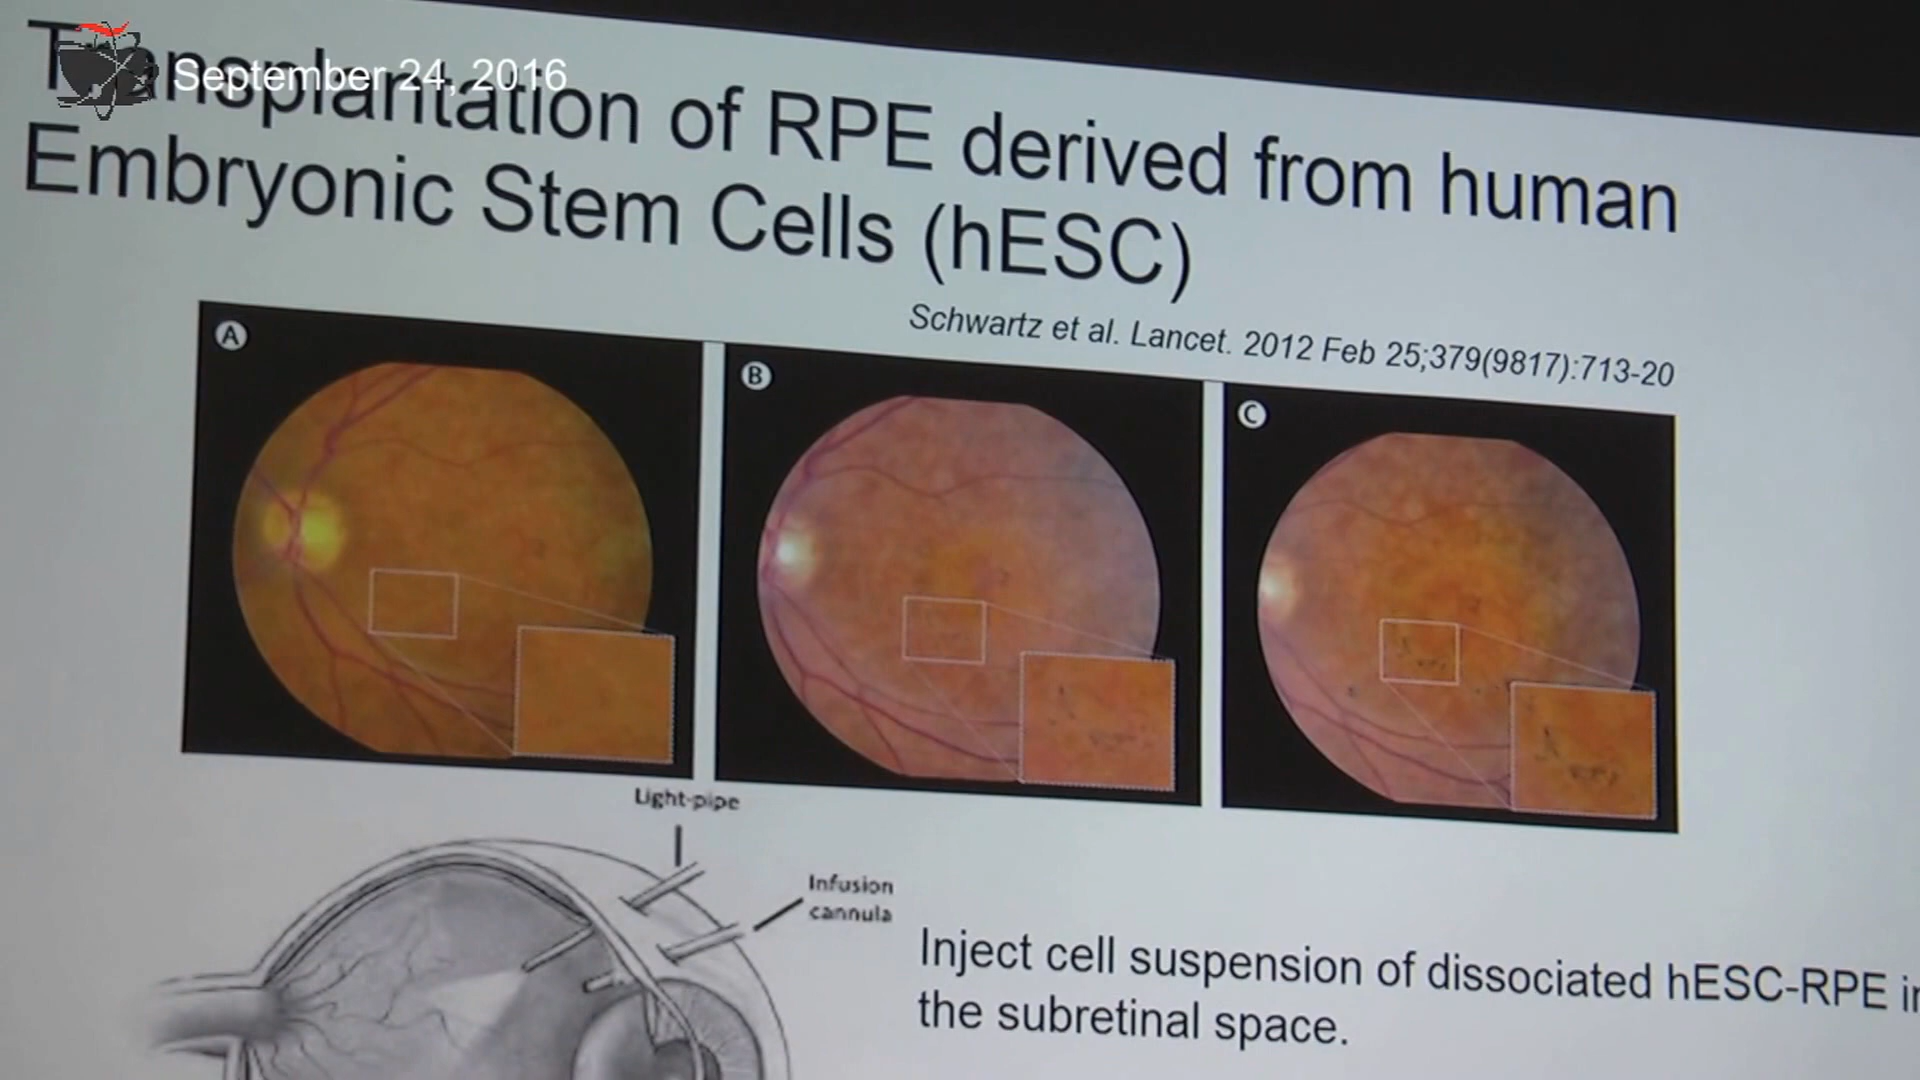 September 24, 2016
Transplantation of RPE derived from human
Embryonic Stem Cells (hESC)
Schwartz et al. Lancet. 2012 Feb 25;379(9817):713-20
A
B
C
Light-pipe
Infusion
cannula
Inject cell suspension of dissociated hESC-RPE
the subretinal space.